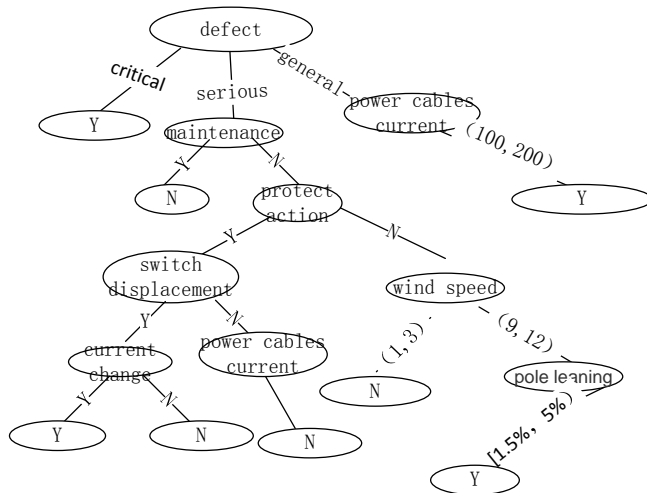 defect
critical
serious
general
Y
maintenance
power cables
current
(100,200)
Y
N
N
protect
action
Y
Y
N
switch
displacement
wind speed
Y
N
(1,3)
(9,12)
current
change
power cables
current
N
pole leaning
Y
N
[1.5%, 5%)
Y
N
N
Y